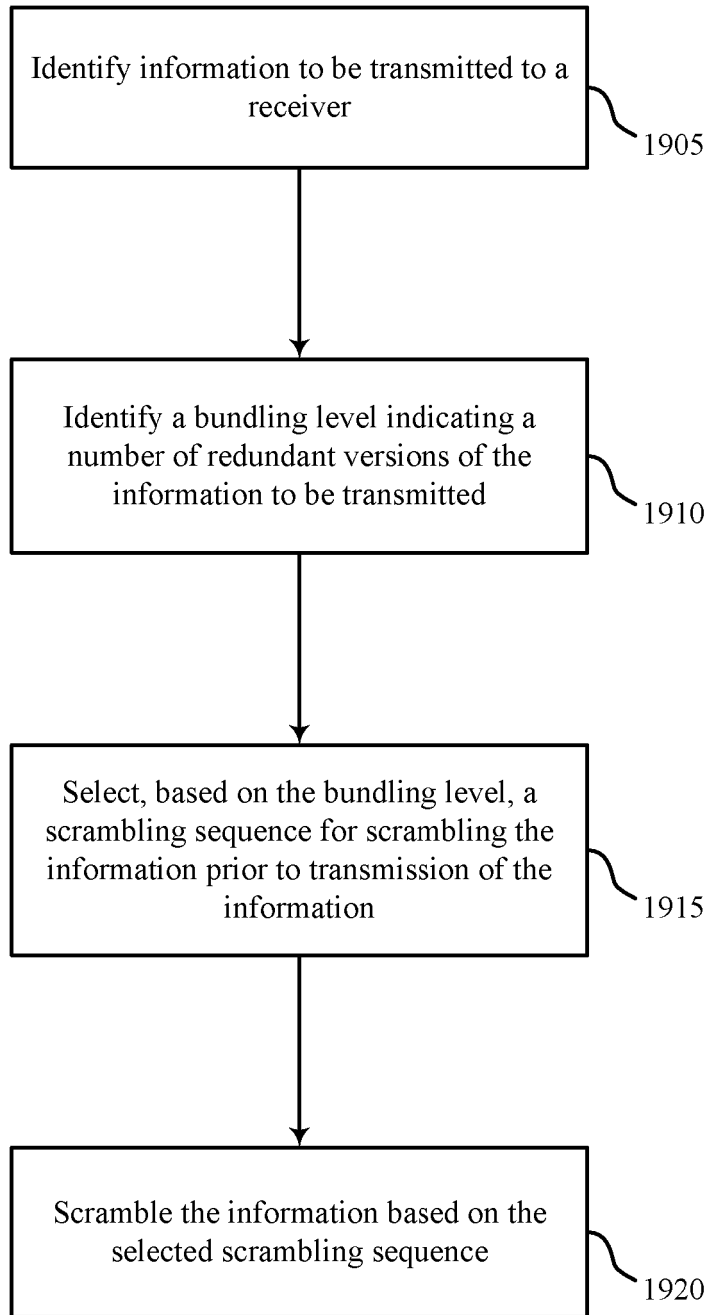 Identify information to be transmitted to a
receiver
1905
Identify a bundling level indicating a
number of redundant versions of the
information to be transmitted
1910
Select, based on the bundling level, a
scrambling sequence for scrambling the
information prior to transmission of the
information
1915
Scramble the information based on the
selected scrambling sequence
1920